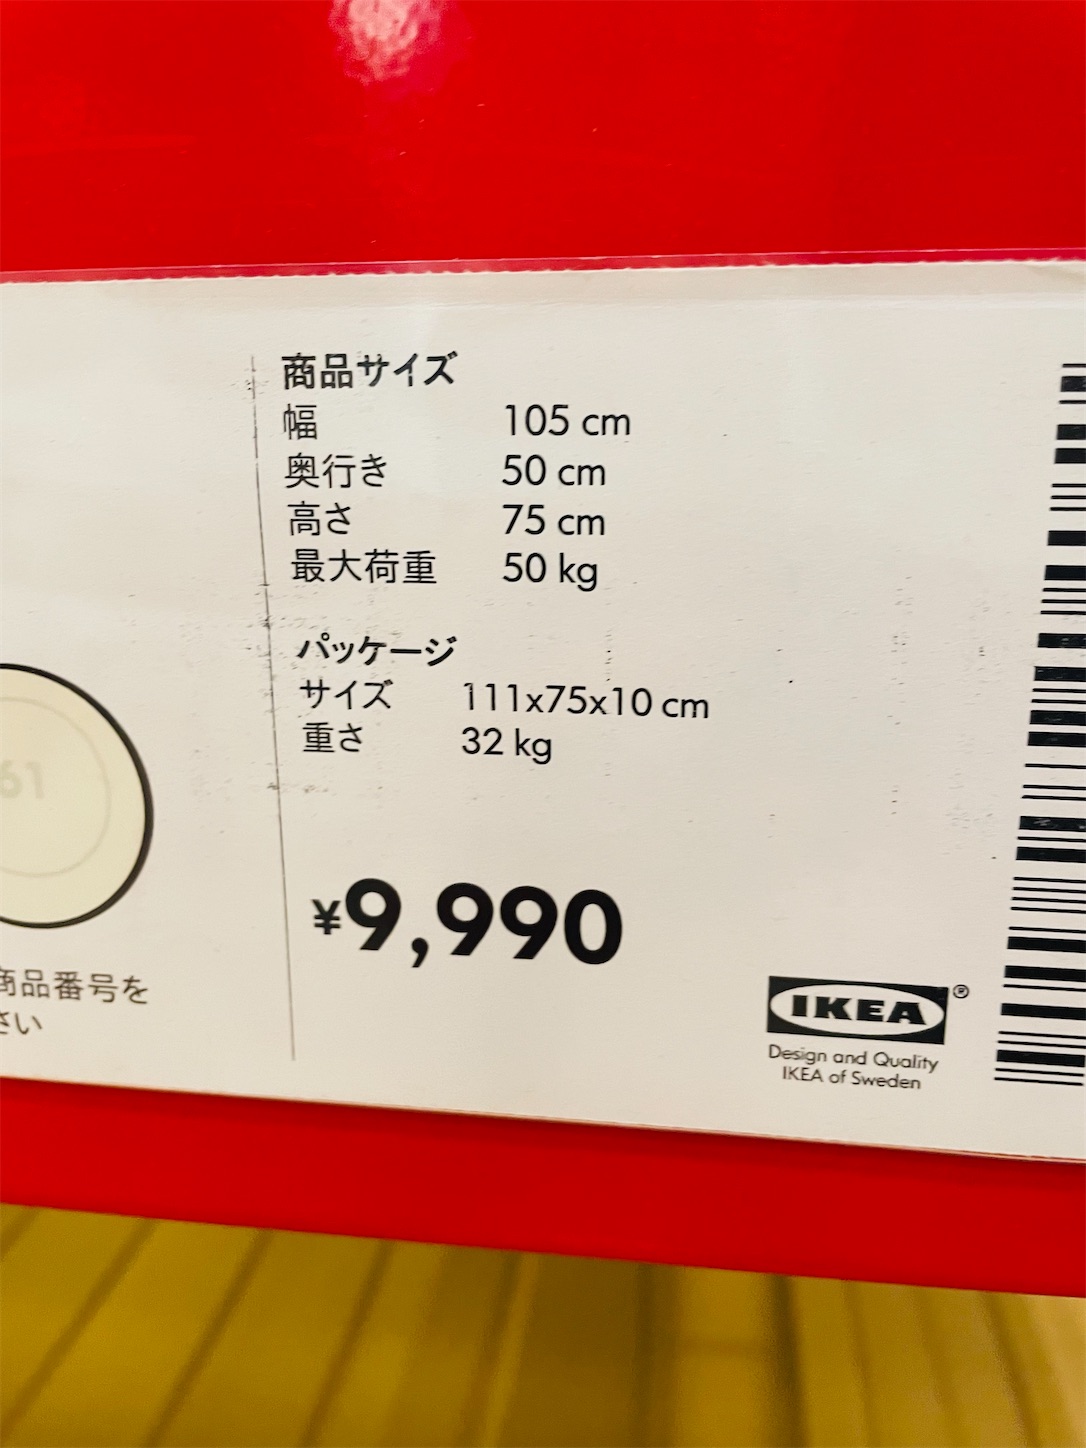 61
商品番号を
さい
商品サイズ
幅 105 cm
奥行き 50 cm
高さ 75 cm
最大荷重 50 kg
パッケージ
サイズ 111x75x10 cm
重さ 32 kg
¥9,990
IKEA®
Design and Quality
IKEA of Sweden